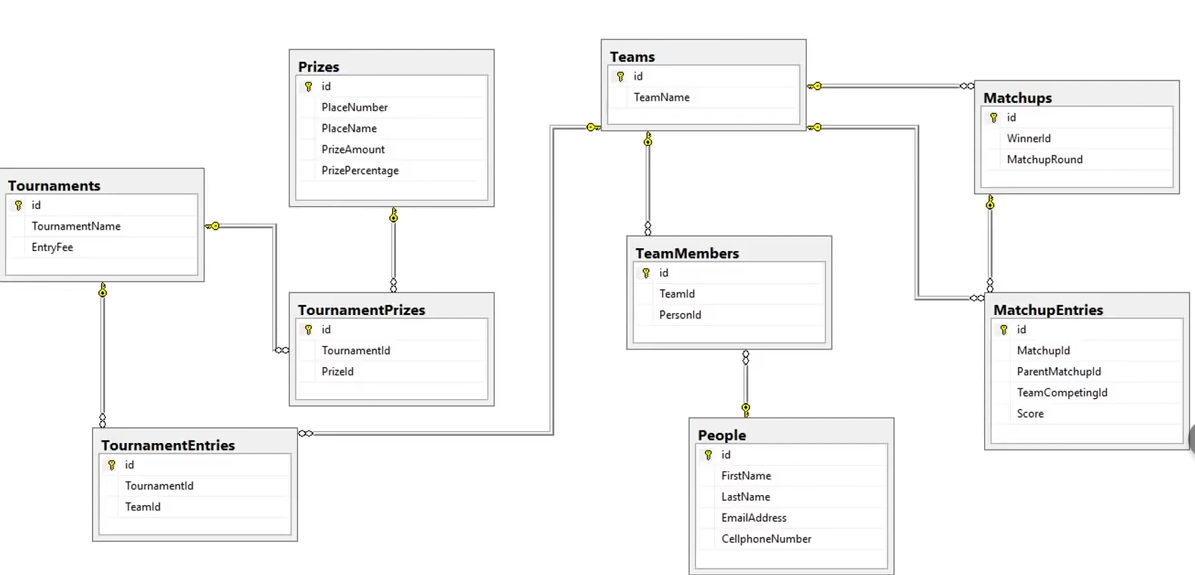 Prizes
id
PlaceNumber
PlaceName
PrizeAmount
PrizePercentage
Teams
id
TeamName
Matchups
id
WinnerId
MatchupRound
Tournaments
id
TournamentName
EntryFee
TeamMembers
id
TeamId
PersonId
TournamentPrizes
id
TournamentId
PrizeId
MatchupEntries
id
MatchupId
ParentMatchupId
TeamCompetingId
Score
TournamentEntries
id
TournamentId
TeamId
People
id
FirstName
LastName
EmailAddress
CellphoneNumber